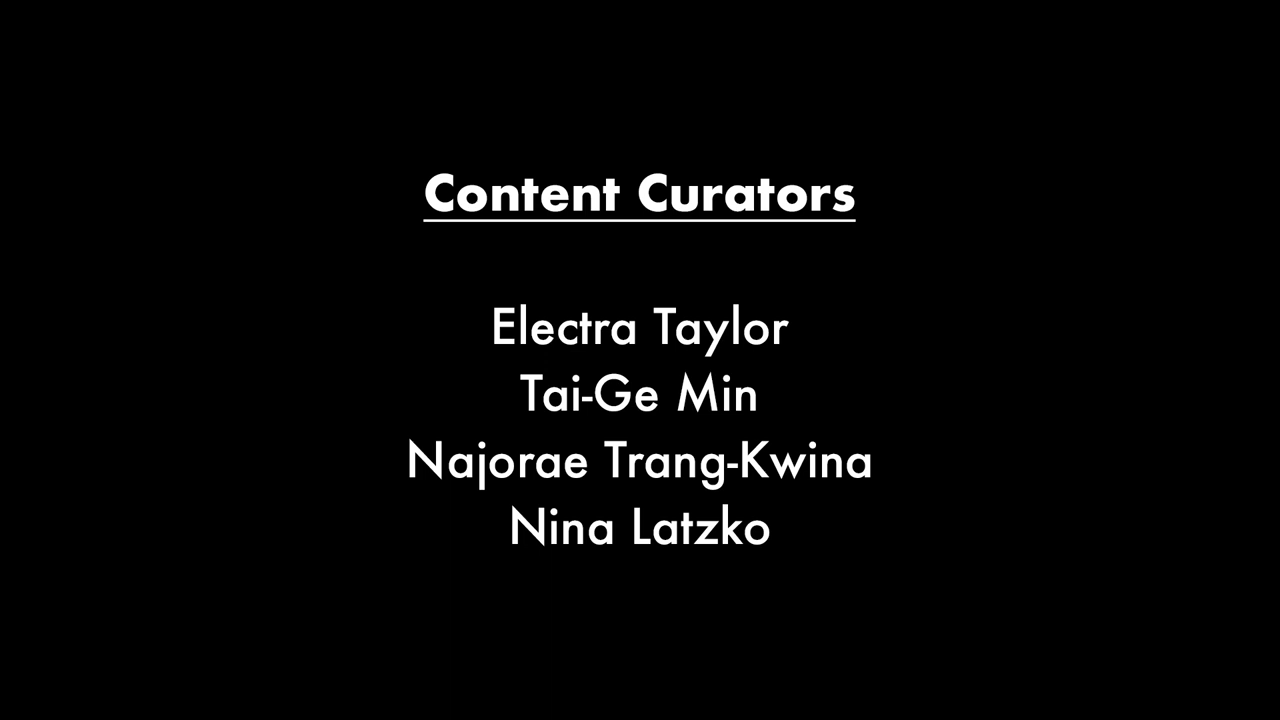 Content Curators
Electra Taylor
Tai-Ge Min
Najorae Trang-Kwina
Nina Latzko